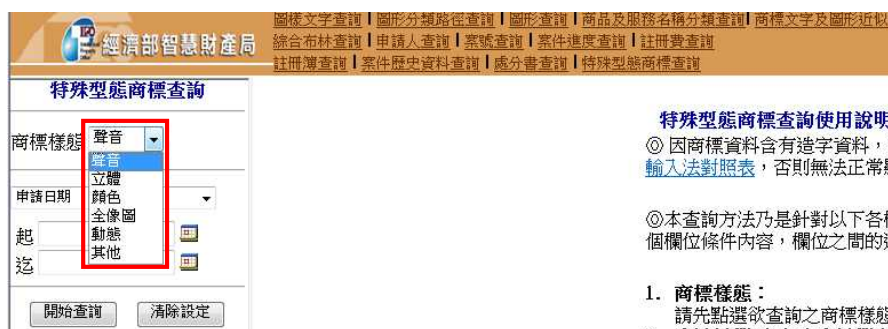 圖樣文字查詢 | 圖形分類路徑查詢 | 圖形查詢 | 商品及服務名稱分類查詢 | 商標文字及圖形近似
TIPO 經濟部智慧財產局
綜合布林查詢 | 申請人查詢 | 案號查詢 | 案件進度查詢 | 註冊費查詢
註冊簿查詢 | 案件歷史資料查詢 | 處分書查詢 | 特殊型態商標查詢
特殊型態商標查詢
商標樣態 聲音
聲音
立體
顏色
全像圖
動態
其他
申請日期
起
迄
開始查詢 清除設定
特殊型態商標查詢使用說明
◎ 因商標資料含有造字資料,
輸入法對照表,否則無法正常
◎本查詢方法乃是針對以下各
個欄位條件內容,欄位之間的
1. 商標樣態:
請先點選欲查詢之商標樣態